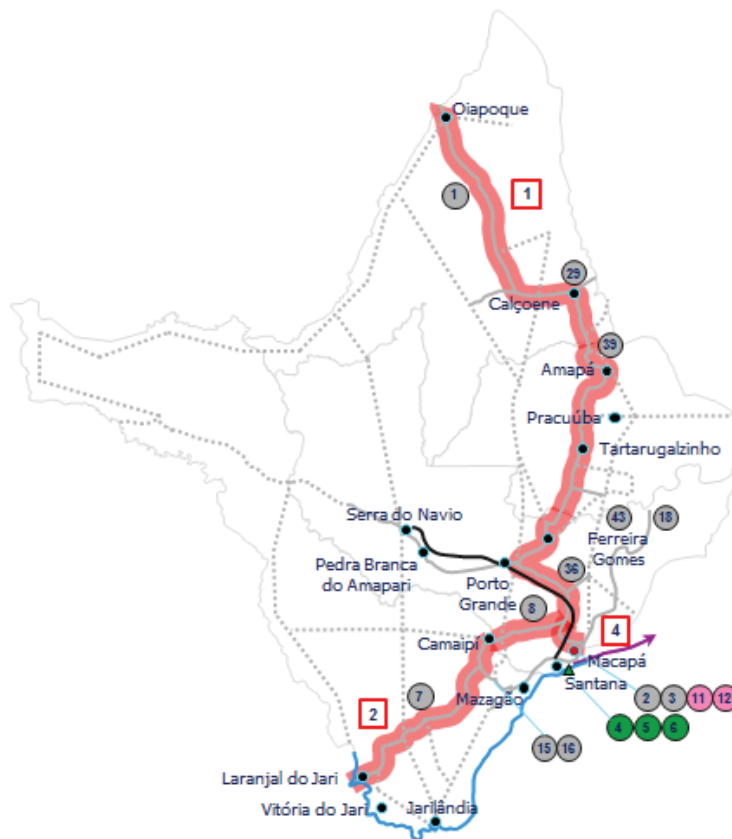 Oiapoque
1
1
29
Calçoene
39
Amapá
Pracuúba
Tartarugalzinho
Serra do Navio
43
18
Ferreira
Gomes
Pedra Branca
do Amapari
Porto
Grande
36
8
4
Camaipi
Macapá
Santana
7
Mazagão
2
2
3
11
12
4
5
6
15
16
Laranjal do Jari
Vitória do Jari
Jarilândia